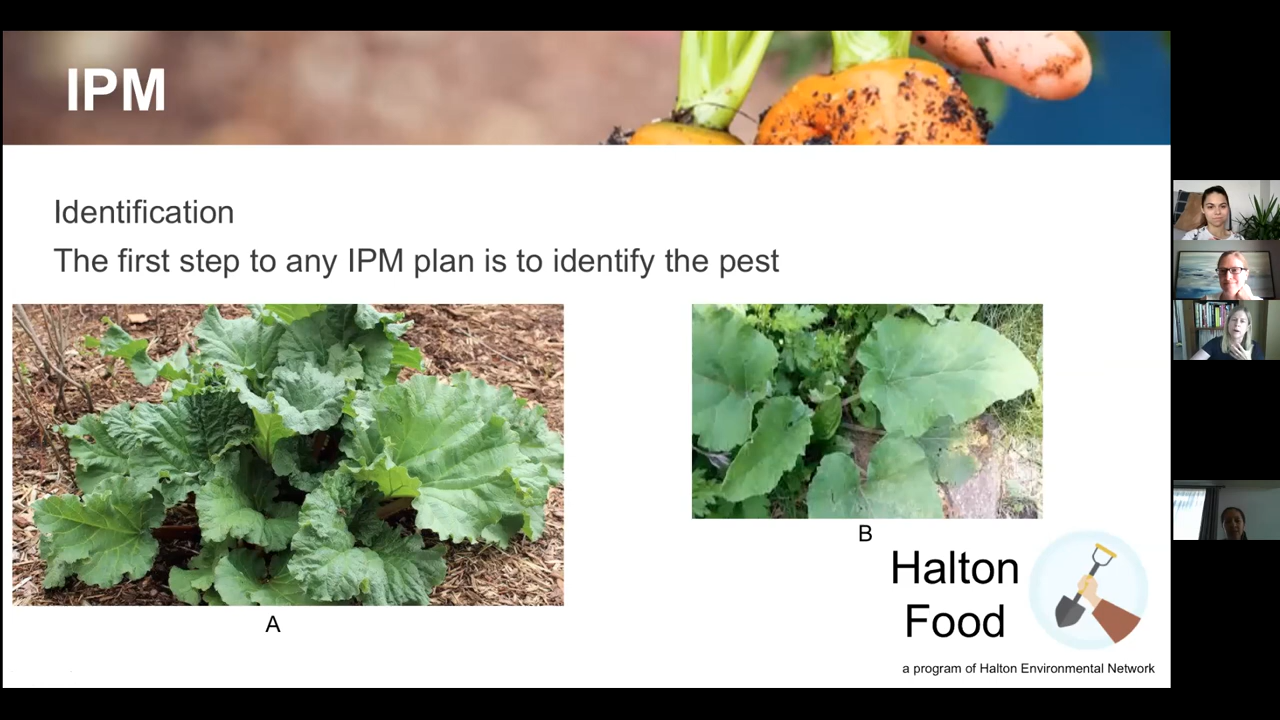 IPM
Identification
The first step to any IPM plan is to identify the pest
A
B
Halton
Food
a program of Halton Environmental Network